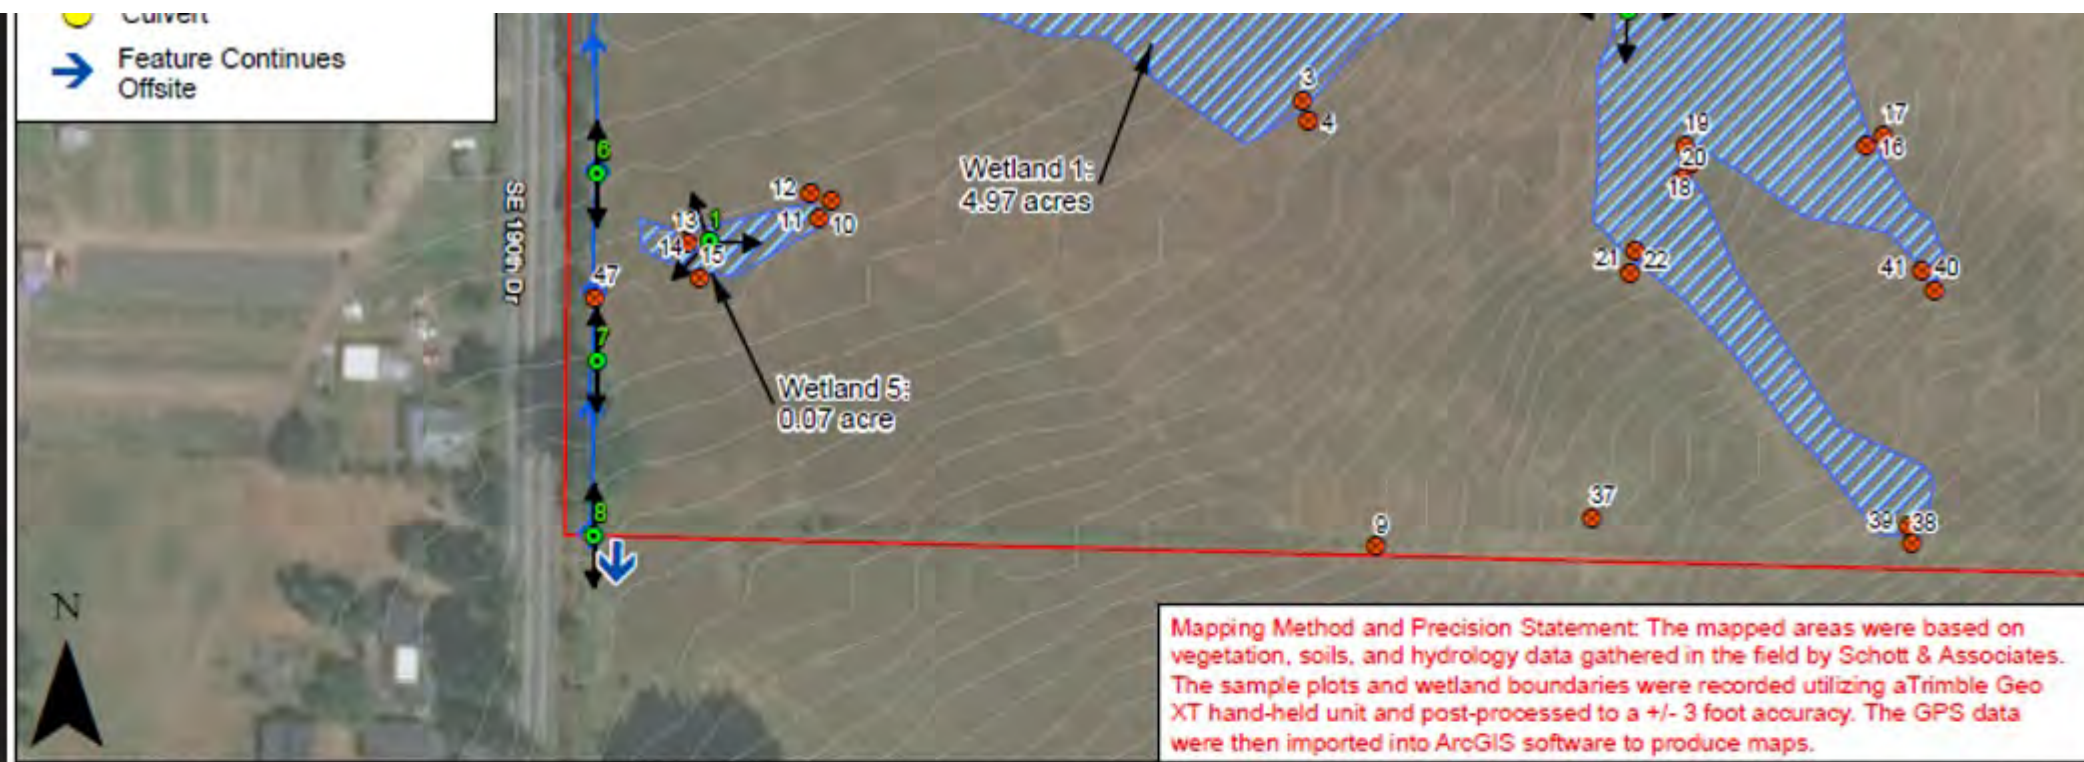 Culvert
Feature Continues
Offsite
3
4
17
16
19
20
18
6
SE 190th Dr
12
11
10
13
1
14
15
Wetland 1:
4.97 acres
21
22
41
40
47
7
Wetland 5:
0.07 acre
8
9
37
39
38
N
Mapping Method and Precision Statement: The mapped areas were based on
vegetation, soils, and hydrology data gathered in the field by Schott & Associates.
The sample plots and wetland boundaries were recorded utilizing aTrimble Geo
XT hand-held unit and post-processed to a +/- 3 foot accuracy. The GPS data
were then imported into ArcGIS software to produce maps.